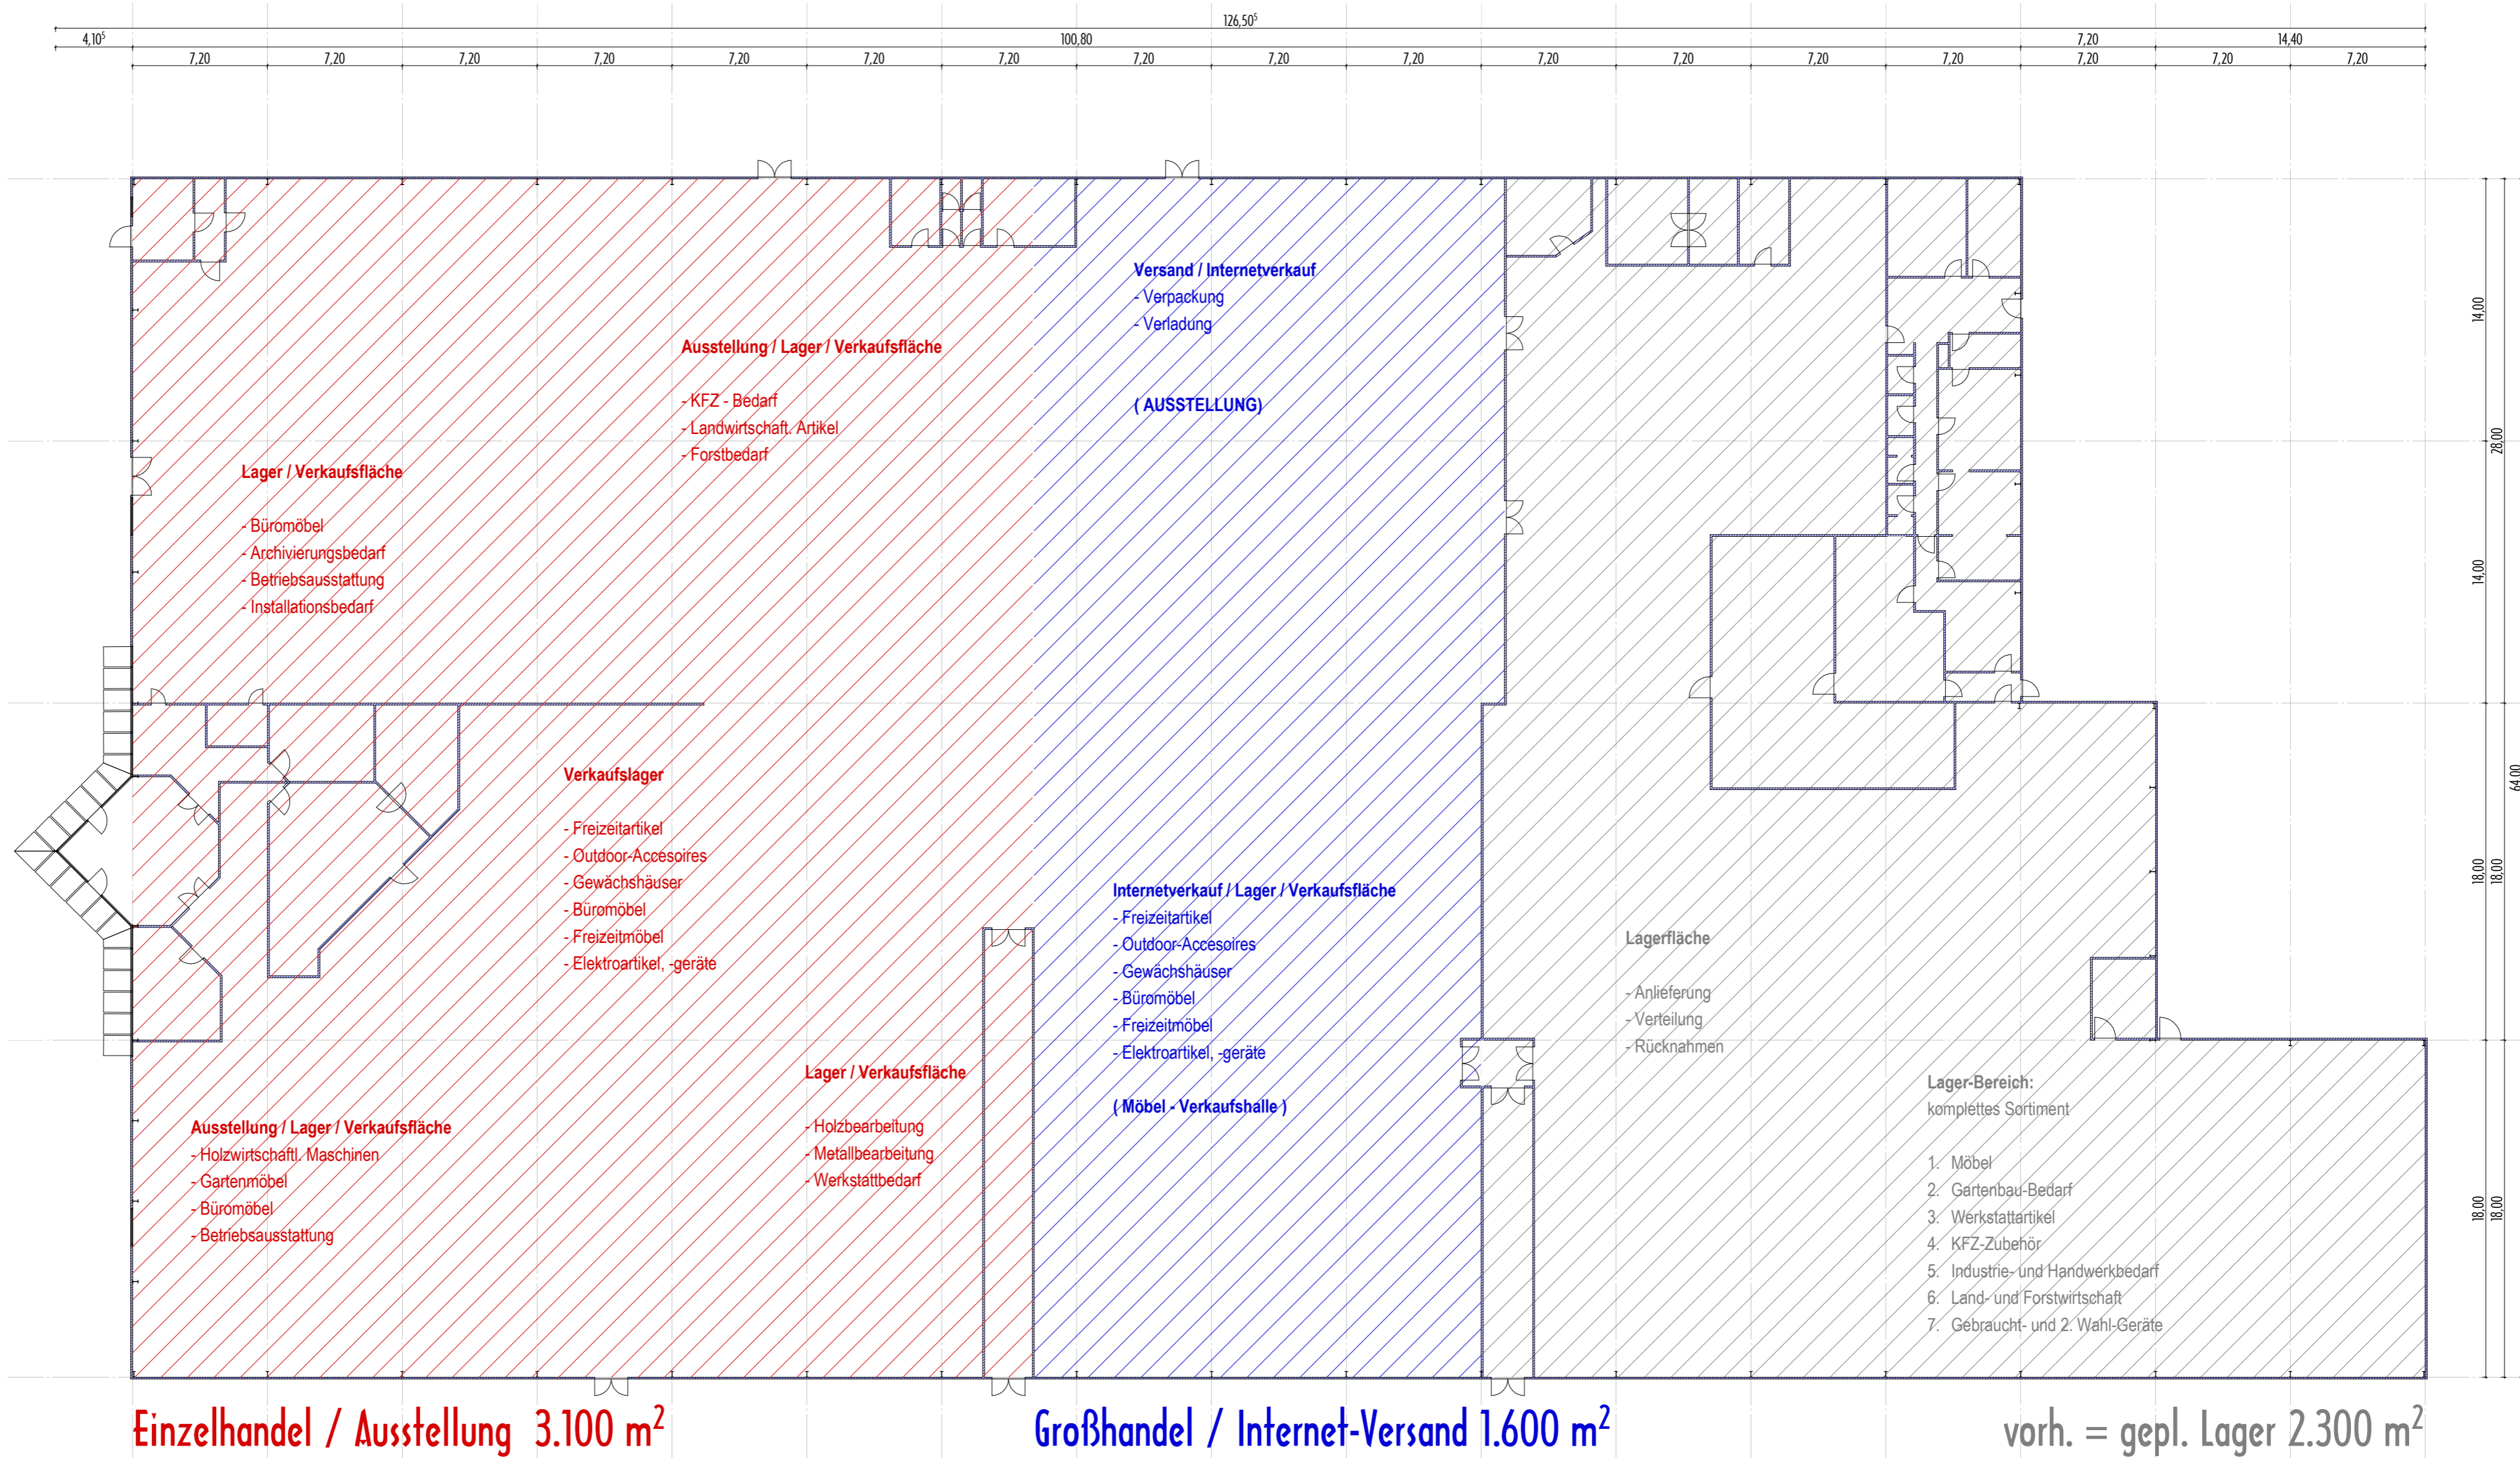 126,50⁵
4,10⁵ 100,80 7,20 14,40
7,20 7,20 7,20 7,20 7,20 7,20 7,20 7,20 7,20 7,20 7,20 7,20 7,20 7,20 7,20 7,20 7,20
Versand / Internetverkauf
- Verpackung
- Verladung
( AUSSTELLUNG)
Ausstellung / Lager / Verkaufsfläche
- KFZ - Bedarf
- Landwirtschaft. Artikel
- Forstbedarf
Lager / Verkaufsfläche
- Büromöbel
- Archivierungsbedarf
- Betriebsausstattung
- Installationsbedarf
Verkaufslager
- Freizeitartikel
- Outdoor-Accesoires
- Gewächshäuser
- Büromöbel
- Freizeitmöbel
- Elektroartikel, -geräte
Internetverkauf / Lager / Verkaufsfläche
- Freizeitartikel
- Outdoor-Accesoires
- Gewächshäuser
- Büromöbel
- Freizeitmöbel
- Elektroartikel, -geräte
( Möbel - Verkaufshalle )
Lagerfläche
- Anlieferung
- Verteilung
- Rücknahmen
Lager / Verkaufsfläche
- Holzbearbeitung
- Metallbearbeitung
- Werkstattbedarf
Ausstellung / Lager / Verkaufsfläche
- Holzwirtschaftl. Maschinen
- Gartenmöbel
- Büromöbel
- Betriebsausstattung
Lager-Bereich:
komplettes Sortiment
1. Möbel
2. Gartenbau-Bedarf
3. Werkstattartikel
4. KFZ-Zubehör
5. Industrie- und Handwerkbedarf
6. Land- und Forstwirtschaft
7. Gebraucht- und 2. Wahl-Geräte
14,00
28,00
14,00
64,00
18,00
18,00
18,00
18,00
Einzelhandel / Ausstellung 3.100 m²
Großhandel / Internet-Versand 1.600 m²
vorh. = gepl. Lager 2.300 m²